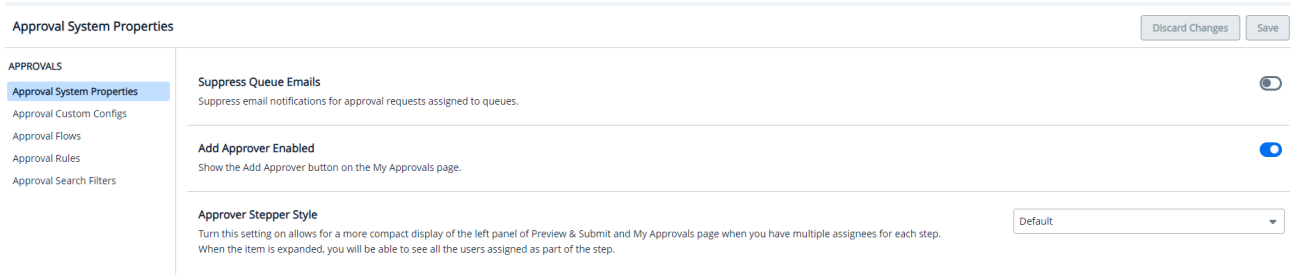 Approval System Properties
Discard Changes
Save
APPROVALS
Approval System Properties
Approval Custom Configs
Approval Flows
Approval Rules
Approval Search Filters
Suppress Queue Emails
Suppress email notifications for approval requests assigned to queues.
Add Approver Enabled
Show the Add Approver button on the My Approvals page.
Approver Stepper Style
Turn this setting on allows for a more compact display of the left panel of Preview & Submit and My Approvals page when you have multiple assignees for each step.
When the item is expanded, you will be able to see all the users assigned as part of the step.
Default